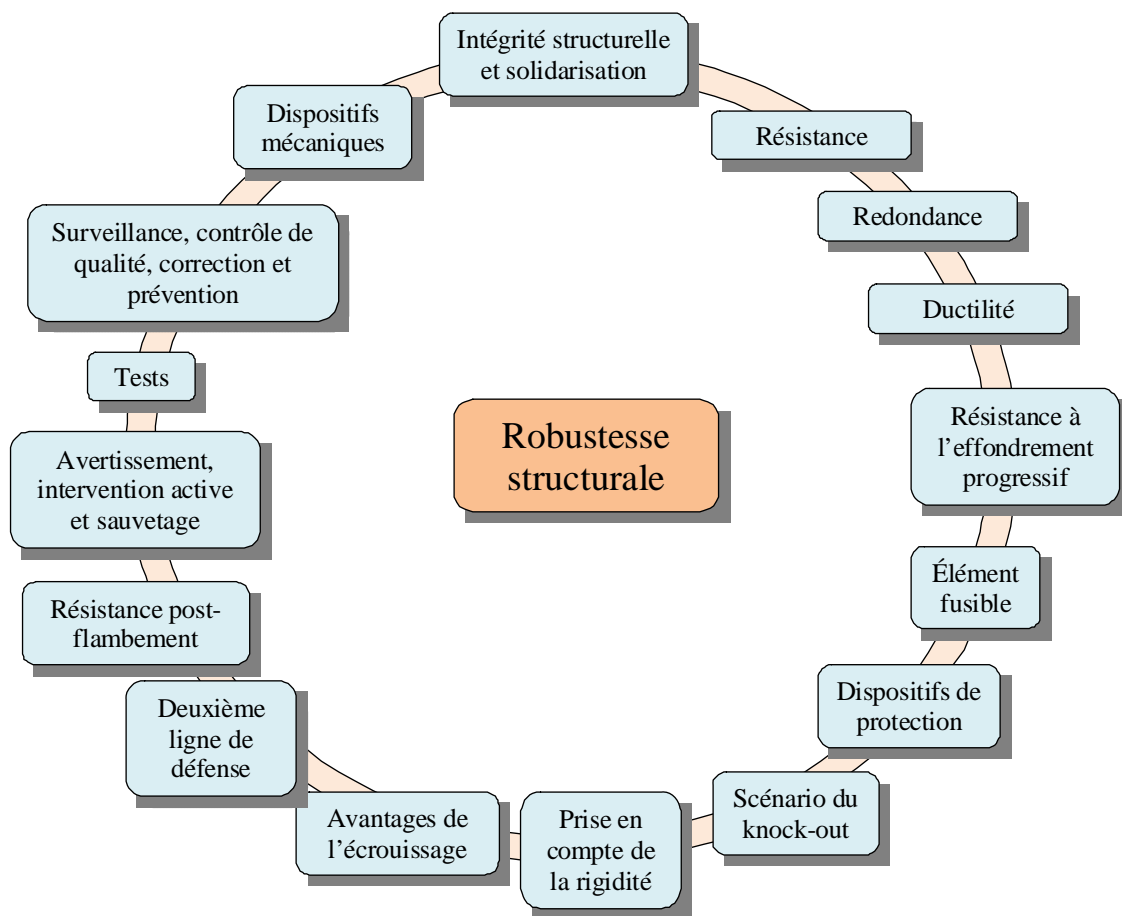 Intégrité structurelle
et solidarisation
Résistance
Redondance
Ductilité
Résistance à
l’effondrement
progressif
Élément
fusible
Dispositifs de
protection
Scénario du
knock-out
Prise en
compte de
la rigidité
Avantages de
l’écrouissage
Deuxième
ligne de
défense
Résistance post-
flambement
Avertissement,
intervention active
et sauvetage
Tests
Surveillance, contrôle de
qualité, correction et
prévention
Dispositifs
mécaniques
Robustesse
structurale